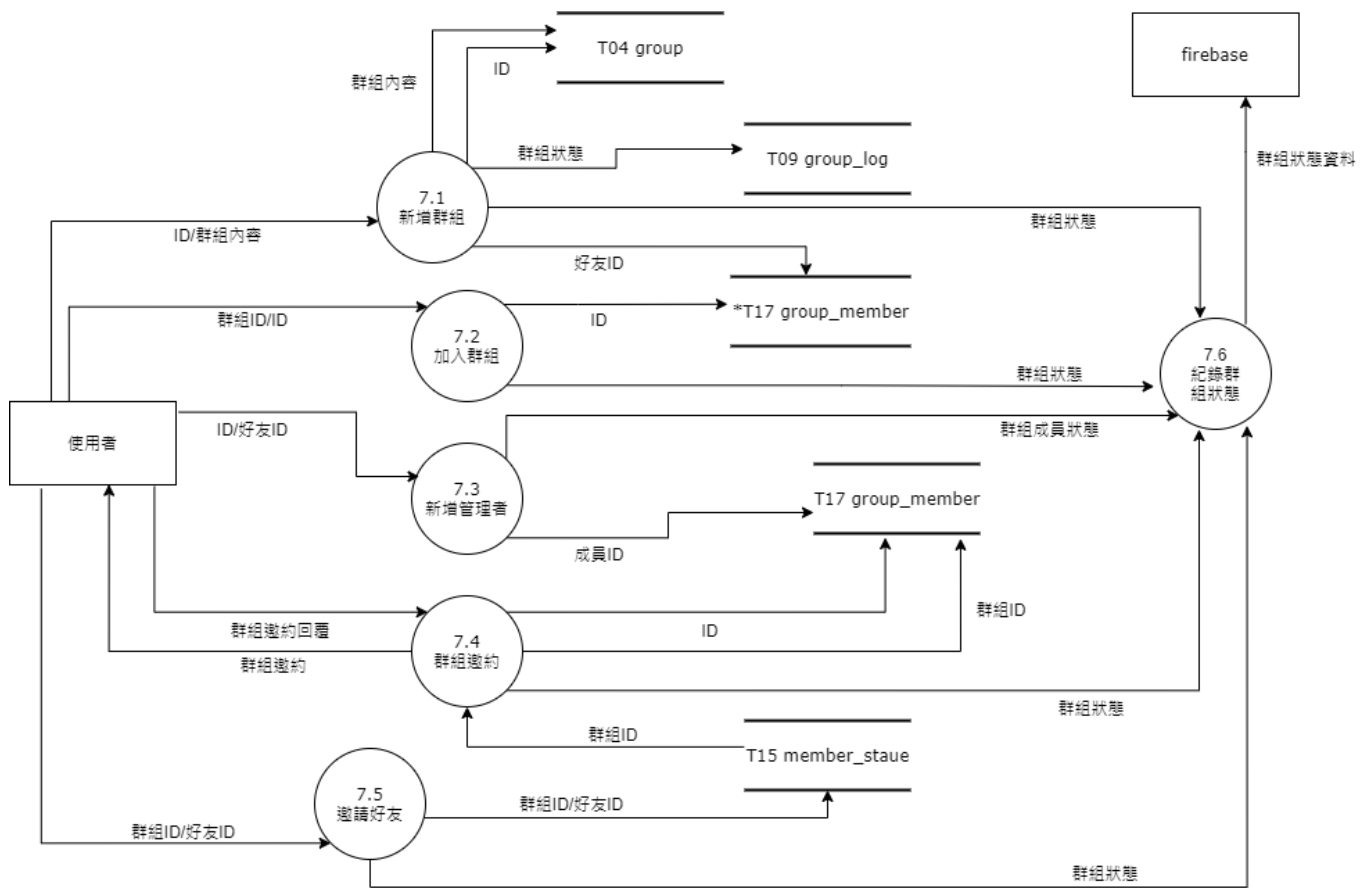 T04 group
firebase
ID
群組內容
群組狀態
T09 group_log
群組狀態資料
7.1
新增群組
ID/群組內容
群組狀態
好友ID
*T17 group_member
群組ID/ID
ID
7.2
加入群組
7.6
紀錄群
組狀態
群組狀態
使用者
ID/好友ID
群組成員狀態
7.3
新增管理者
T17 group_member
成員ID
群組ID
群組邀約回覆
ID
群組邀約
7.4
群組邀約
群組狀態
群組ID
T15 member_staue
7.5
邀請好友
群組ID/好友ID
群組ID/好友ID
群組狀態